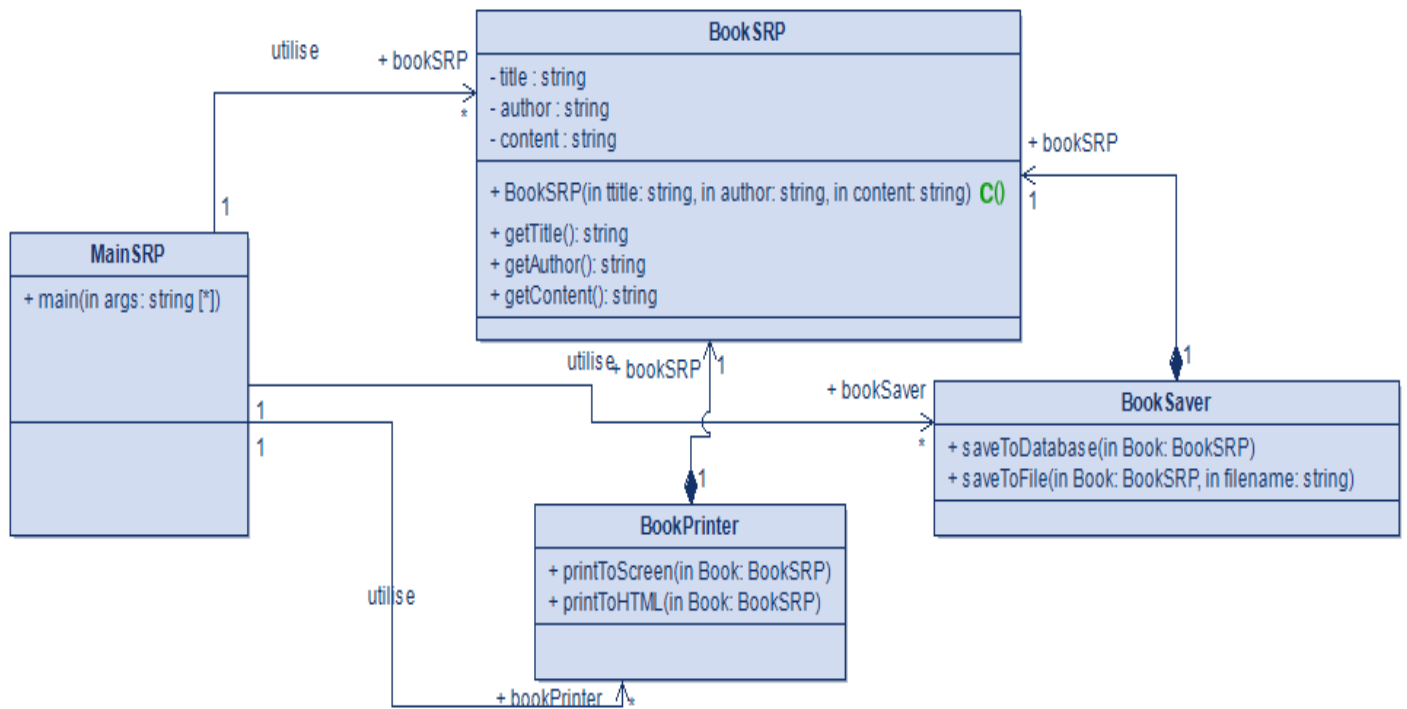 BookSRP
- title : string
- author : string
- content : string
+ BookSRP(in ttitle: string, in author: string, in content: string) C()
+ getTitle(): string
+ getAuthor(): string
+ getContent(): string
utilise
+ bookSRP
*
1
MainSRP
+ main(in args: string [*])
+ bookSRP
1
1
utilise
+ bookSRP
1
1
+ bookSaver
*
1
BookSaver
+ saveToDatabase(in Book: BookSRP)
+ saveToFile(in Book: BookSRP, in filename: string)
1
BookPrinter
+ printToScreen(in Book: BookSRP)
+ printToHTML(in Book: BookSRP)
utilise
+ bookPrinter
*